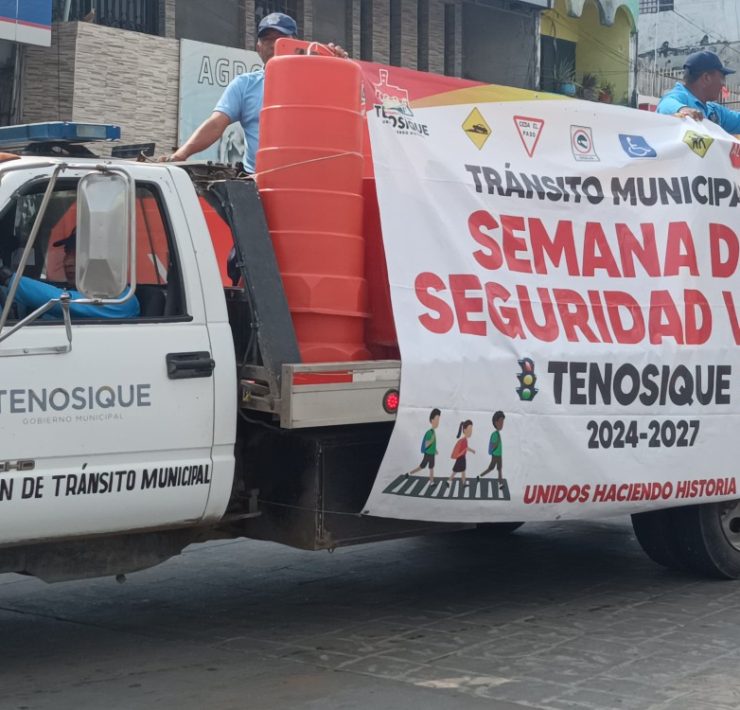 AGRO
TENOSIQUE
CEDA EL
PASO
TRÁNSITO MUNICIPA
SEMANA D
SEGURIDAD V
TENOSIQUE
2024-2027
UNIDOS HACIENDO HISTORIA
TENOSIQUE
GOBIERNO MUNICIPAL
N DE TRÁNSITO MUNICIPAL